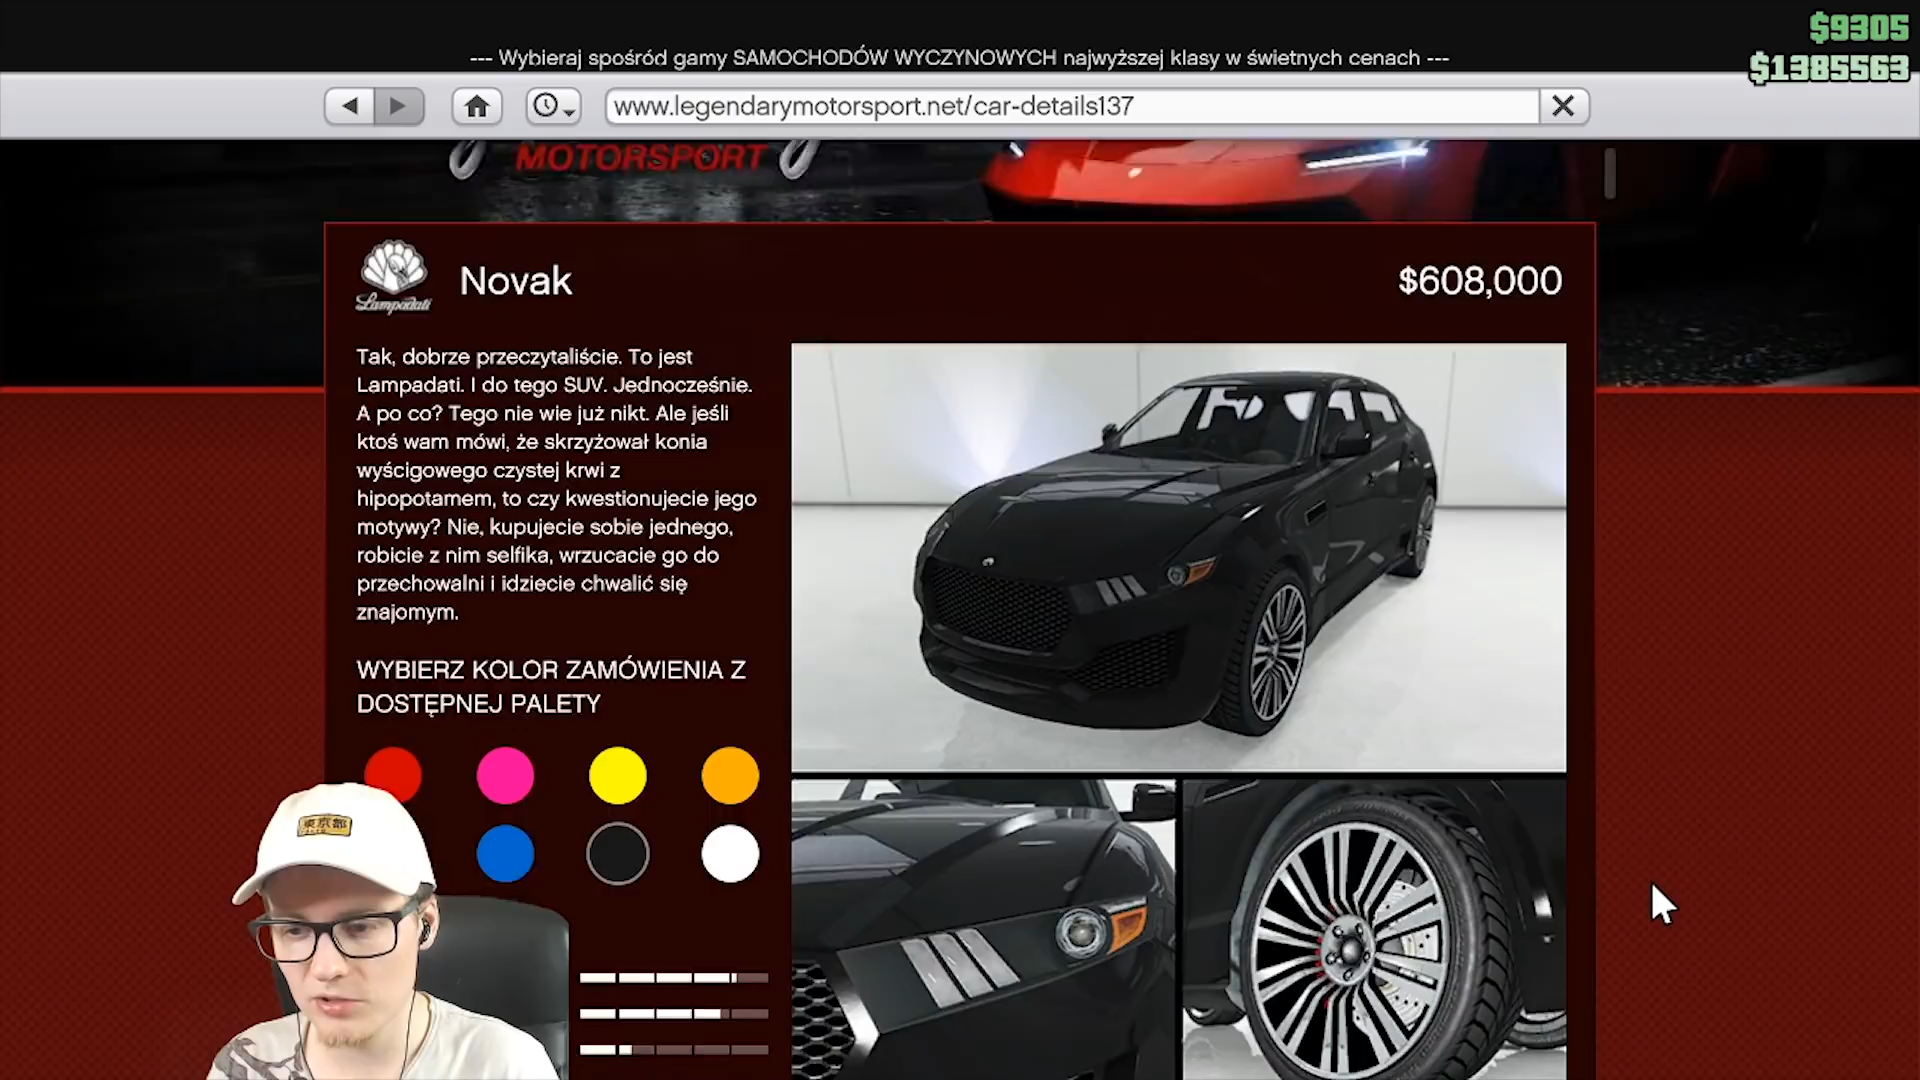 $9305
--- Wybieraj spośród gamy SAMOCHODÓW WYCZYNOWYCH najwyższej klasy w świetnych cenach ---
$1385563
www.legendarymotorsport.net/car-details137
MOTORSPORT
Lampadati
Novak
$608,000
Tak, dobrze przeczytaliście. To jest
Lampadati. I do tego SUV. Jednocześnie.
A po co? Tego nie wie już nikt. Ale jeśli
ktoś wam mówi, że skrzyżował konia
wyścigowego czystej krwi z
hipopotamem, to czy kwestionujecie jego
motywy? Nie, kupujecie sobie jednego,
robicie z nim selfika, wrzucacie go do
przechowalni i idziecie chwalić się
znajomym.
WYBIERZ KOLOR ZAMÓWIENIA Z
DOSTĘPNEJ PALETY
東京都